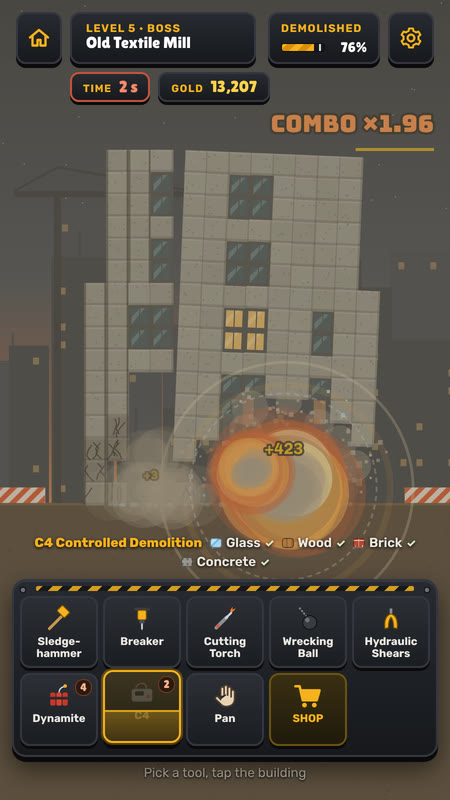 LEVEL 5 • BOSS
Old Textile Mill
DEMOLISHED
76%
TIME 2 s
GOLD 13,207
COMBO ×1.96
+423
+3
C4 Controlled Demolition Glass ✓ Wood ✓ Brick ✓
Concrete ✓
Sledge-
hammer
Breaker
Cutting
Torch
Wrecking
Ball
Hydraulic
Shears
4
Dynamite
2
C4
Pan
SHOP
Pick a tool, tap the building